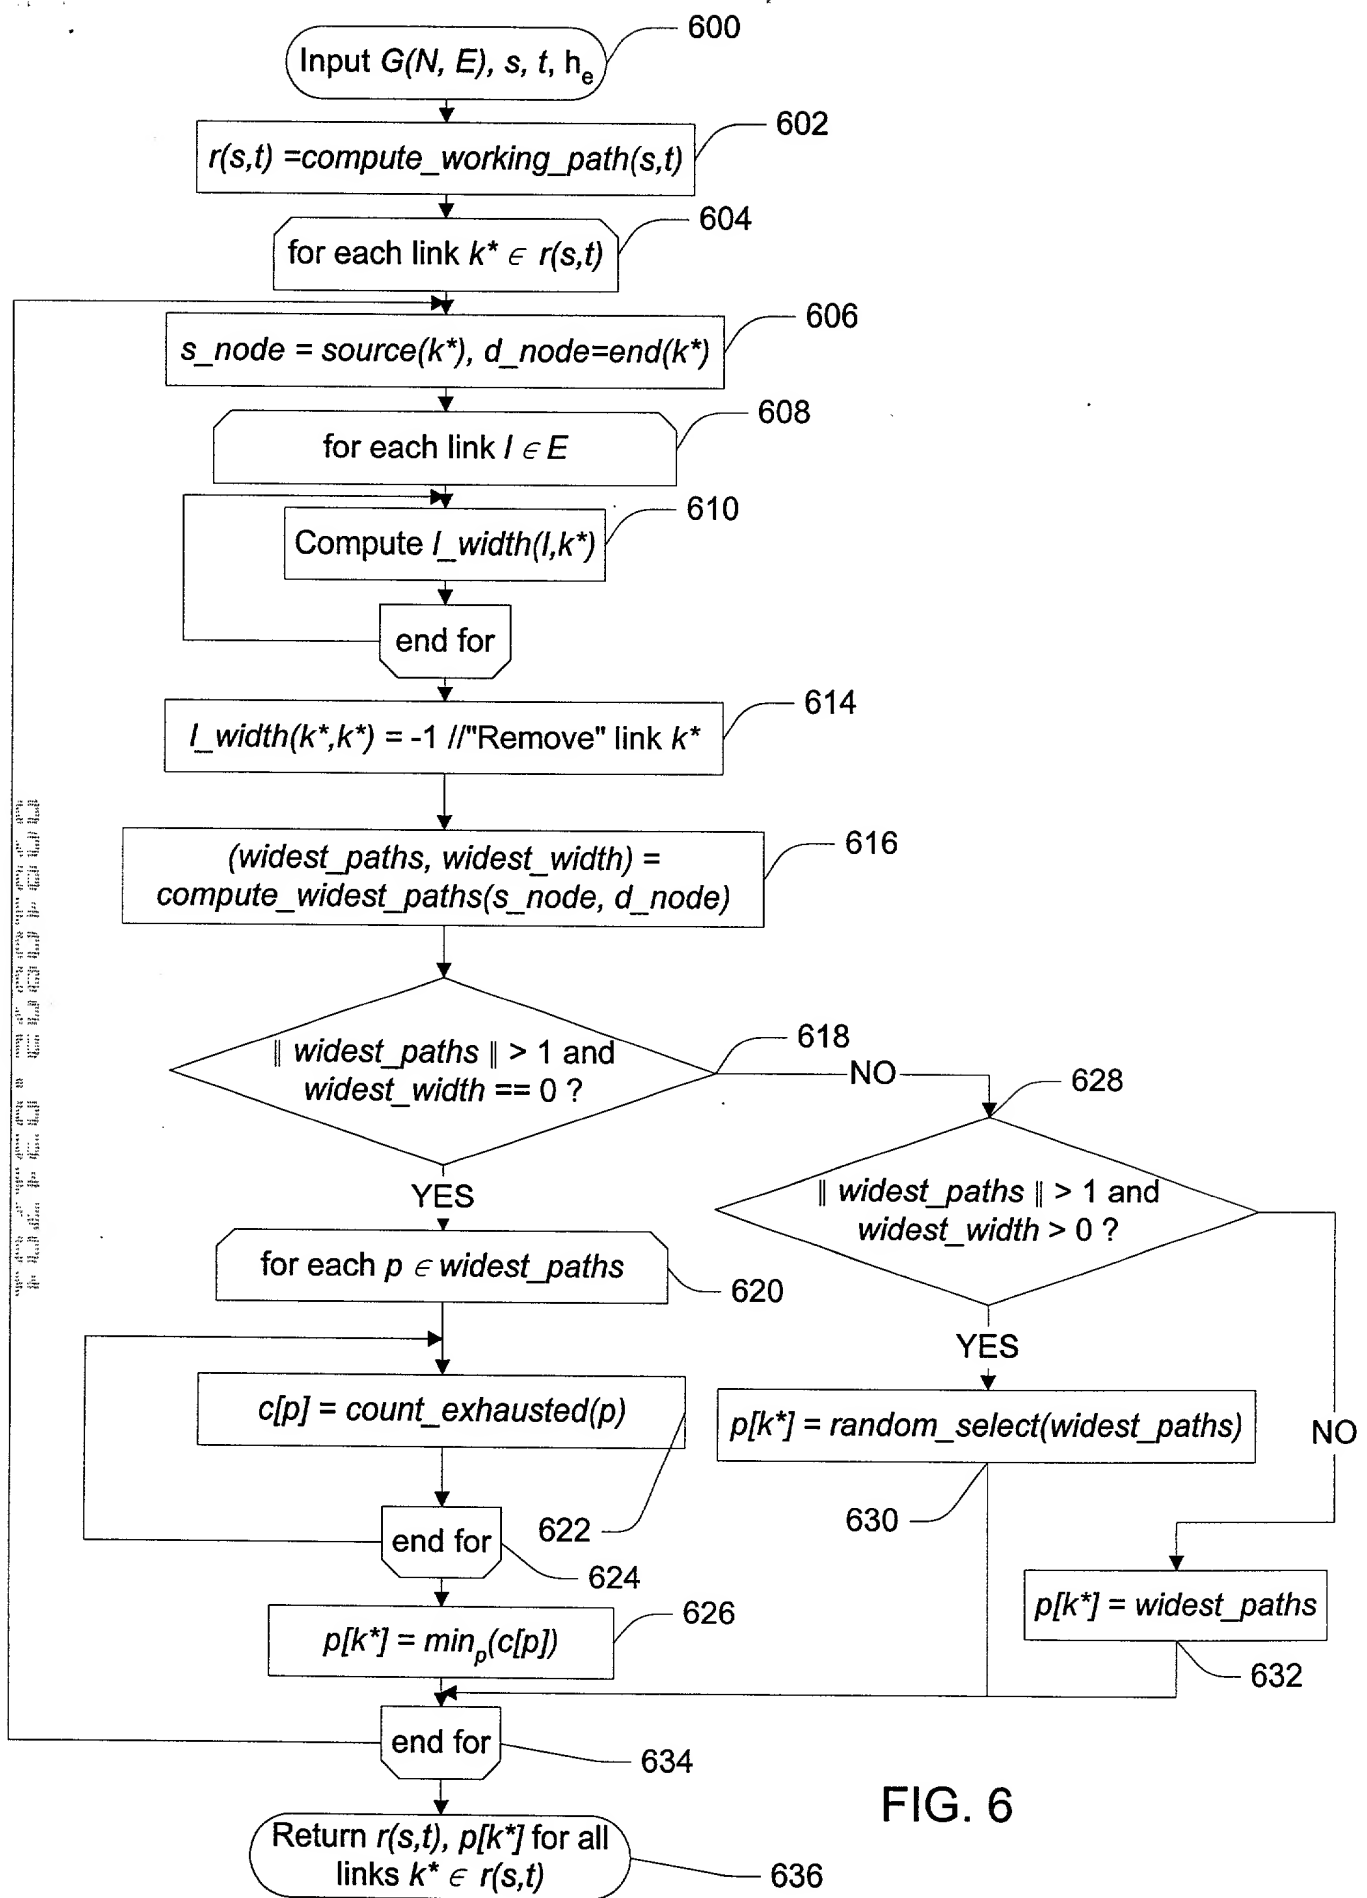 600
Input G(N, E), s, t, hₑ
602
r(s,t) =compute_working_path(s,t)
604
for each link k* ∈ r(s,t)
606
s_node = source(k*), d_node=end(k*)
608
for each link l ∈ E
610
Compute l_width(l,k*)
end for
614
l_width(k*,k*) = -1 //"Remove" link k*
616
(widest_paths, widest_width) =
compute_widest_paths(s_node, d_node)
618
|| widest_paths || > 1 and
widest_width == 0 ?
NO
628
|| widest_paths || > 1 and
widest_width > 0 ?
YES
for each p ∈ widest_paths
620
YES
c[p] = count_exhausted(p)
p[k*] = random_select(widest_paths)
NO
622
630
end for
624
p[k*] = widest_paths
626
p[k*] = minₚ(c[p])
632
end for
634
FIG. 6
Return r(s,t), p[k*] for all
links k* ∈ r(s,t)
636